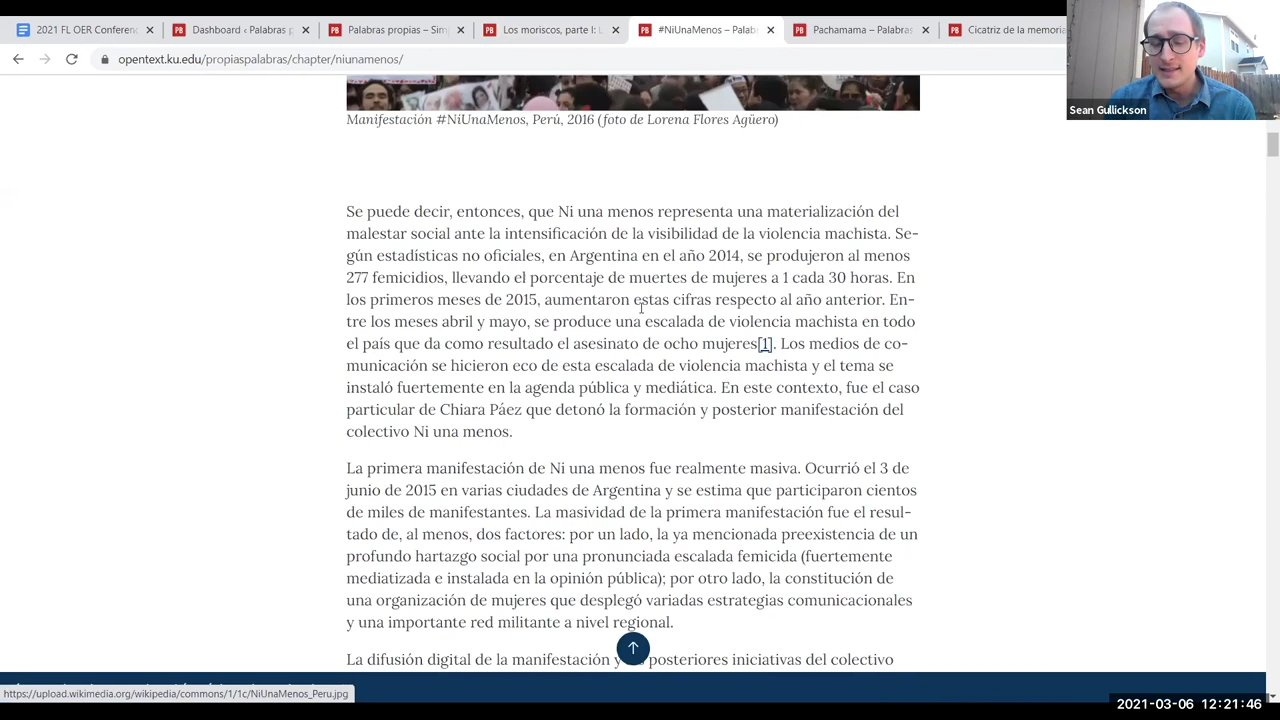 2021 FL OER Conferenc
Dashboard ‹ Palabras p
Palabras propias – Sim
Los moriscos, parte I: L
#NiUnaMenos – Palab
Pachamama – Palabras
Cicatriz de la memoria
opentext.ku.edu/propiaspalabras/chapter/niunamenos/
Sean Gullickson
Manifestación #NiUnaMenos, Perú, 2016 (foto de Lorena Flores Agüero)
Se puede decir, entonces, que Ni una menos representa una materialización del
malestar social ante la intensificación de la visibilidad de la violencia machista. Se-
gún estadísticas no oficiales, en Argentina en el año 2014, se produjeron al menos
277 femicidios, llevando el porcentaje de muertes de mujeres a 1 cada 30 horas. En
los primeros meses de 2015, aumentaron estas cifras respecto al año anterior. En-
tre los meses abril y mayo, se produce una escalada de violencia machista en todo
el país que da como resultado el asesinato de ocho mujeres[1]. Los medios de co-
municación se hicieron eco de esta escalada de violencia machista y el tema se
instaló fuertemente en la agenda pública y mediática. En este contexto, fue el caso
particular de Chiara Páez que detonó la formación y posterior manifestación del
colectivo Ni una menos.
La primera manifestación de Ni una menos fue realmente masiva. Ocurrió el 3 de
junio de 2015 en varias ciudades de Argentina y se estima que participaron cientos
de miles de manifestantes. La masividad de la primera manifestación fue el resul-
tado de, al menos, dos factores: por un lado, la ya mencionada preexistencia de un
profundo hartazgo social por una pronunciada escalada femicida (fuertemente
mediatizada e instalada en la opinión pública); por otro lado, la constitución de
una organización de mujeres que desplegó variadas estrategias comunicacionales
y una importante red militante a nivel regional.
La difusión digital de la manifestación y posteriores iniciativas del colectivo
https://upload.wikimedia.org/wikipedia/commons/1/1c/NiUnaMenos_Peru.jpg
2021-03-06 12:21:46